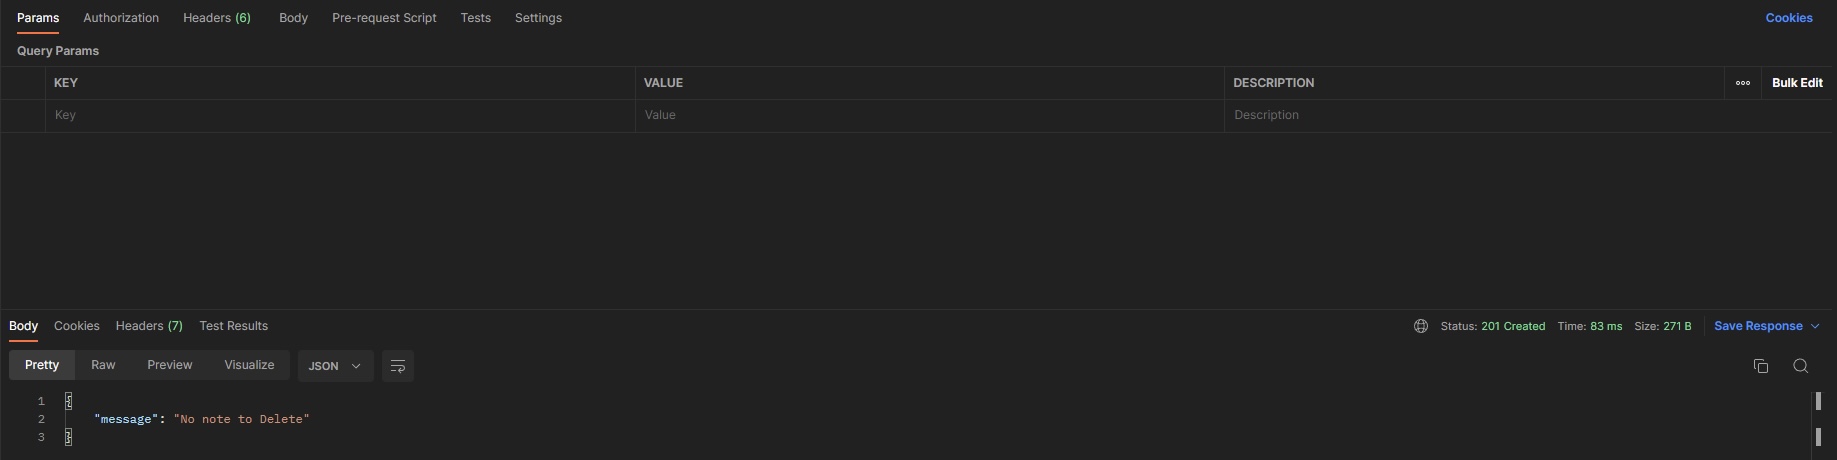 Params Authorization Headers (6) Body Pre-request Script Tests Settings Cookies
Query Params
KEY VALUE DESCRIPTION Bulk Edit
Key Value Description
Body Cookies Headers (7) Test Results Status: 201 Created Time: 83 ms Size: 271 B Save Response
Pretty Raw Preview Visualize JSON
1 {
2 "message": "No note to Delete"
3 }